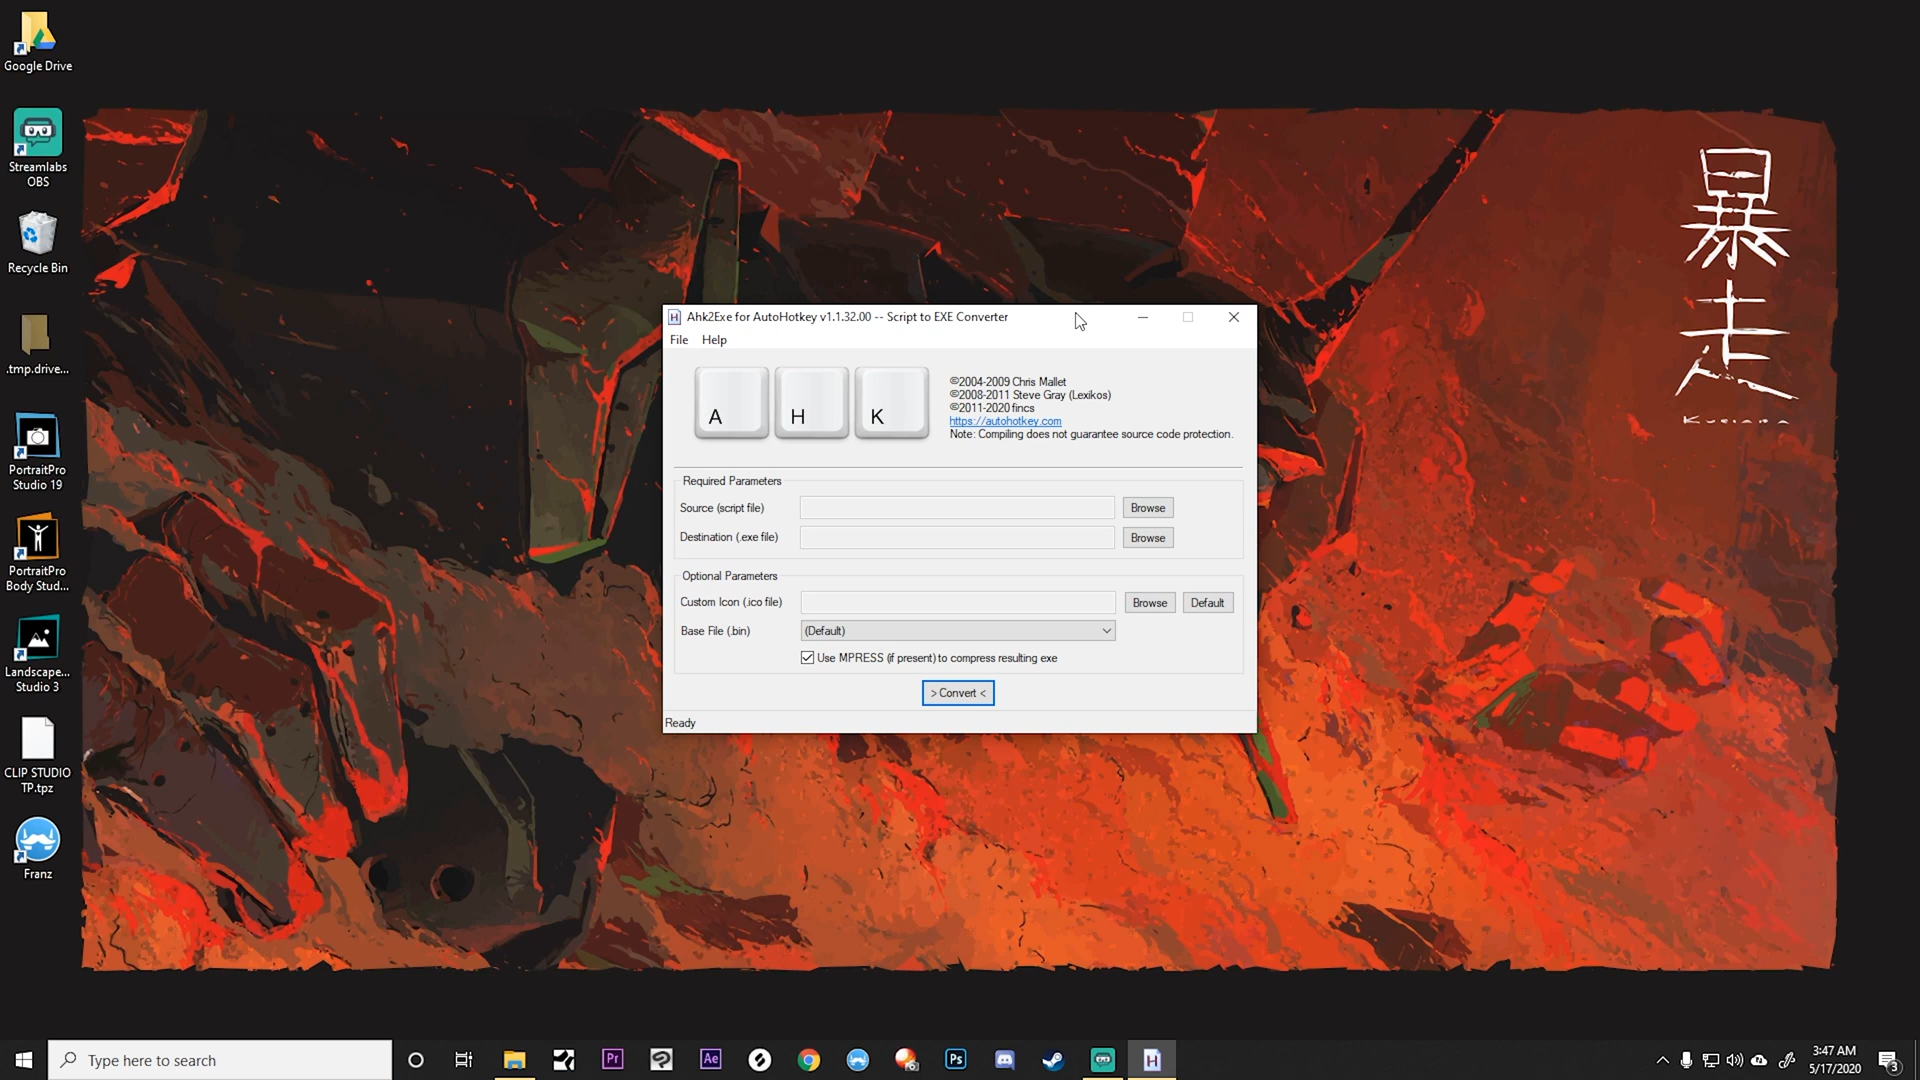 Google Drive
Streamlabs
OBS
Recycle Bin
.tmp.drive...
PortraitPro
Studio 19
PortraitPro
Body Stud...
Landscape...
Studio 3
CLIP STUDIO
TP.tpz
Franz
暴走
Ahk2Exe for AutoHotkey v1.1.32.00 -- Script to EXE Converter
File Help
A H K
©2004-2009 Chris Mallet
©2008-2011 Steve Gray (Lexikos)
©2011-2020 fincs
https://autohotkey.com
Note: Compiling does not guarantee source code protection.
Required Parameters
Source (script file) Browse
Destination (.exe file) Browse
Optional Parameters
Custom Icon (.ico file) Browse Default
Base File (.bin) (Default)
Use MPRESS (if present) to compress resulting exe
> Convert <
Ready
Type here to search
Pr
Ae
Ps
H
3:47 AM
5/17/2020
3